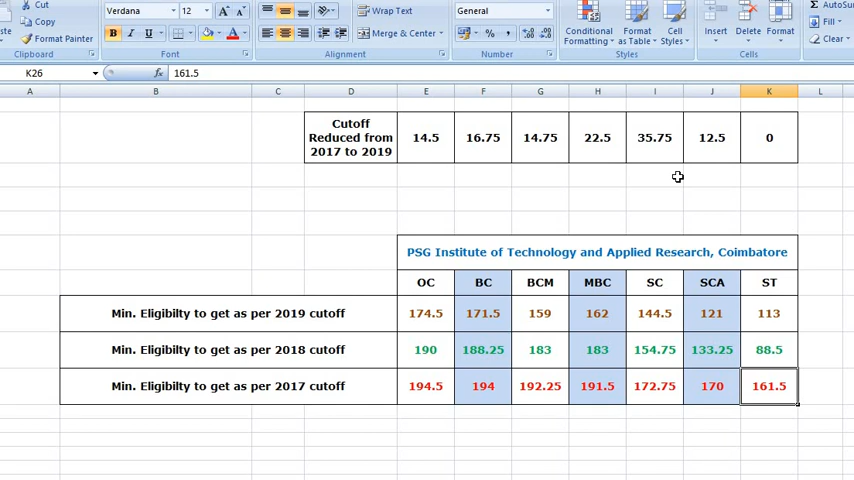 Cut
Verdana 12
Wrap Text
General
AutoSu
Copy
Conditional Format Cell
Insert Delete Format
Fill
Format Painter
B I U
Merge & Center
% ,
Formatting as Table Styles
Clear
Clipboard
Font
Alignment
Number
Styles
Cells
K26 fx 161.5
A B C D E F G H I J K L
Cutoff
Reduced from
2017 to 2019
14.5 16.75 14.75 22.5 35.75 12.5 0
PSG Institute of Technology and Applied Research, Coimbatore
OC BC BCM MBC SC SCA ST
Min. Eligibilty to get as per 2019 cutoff 174.5 171.5 159 162 144.5 121 113
Min. Eligibilty to get as per 2018 cutoff 190 188.25 183 183 154.75 133.25 88.5
Min. Eligibilty to get as per 2017 cutoff 194.5 194 192.25 191.5 172.75 170 161.5